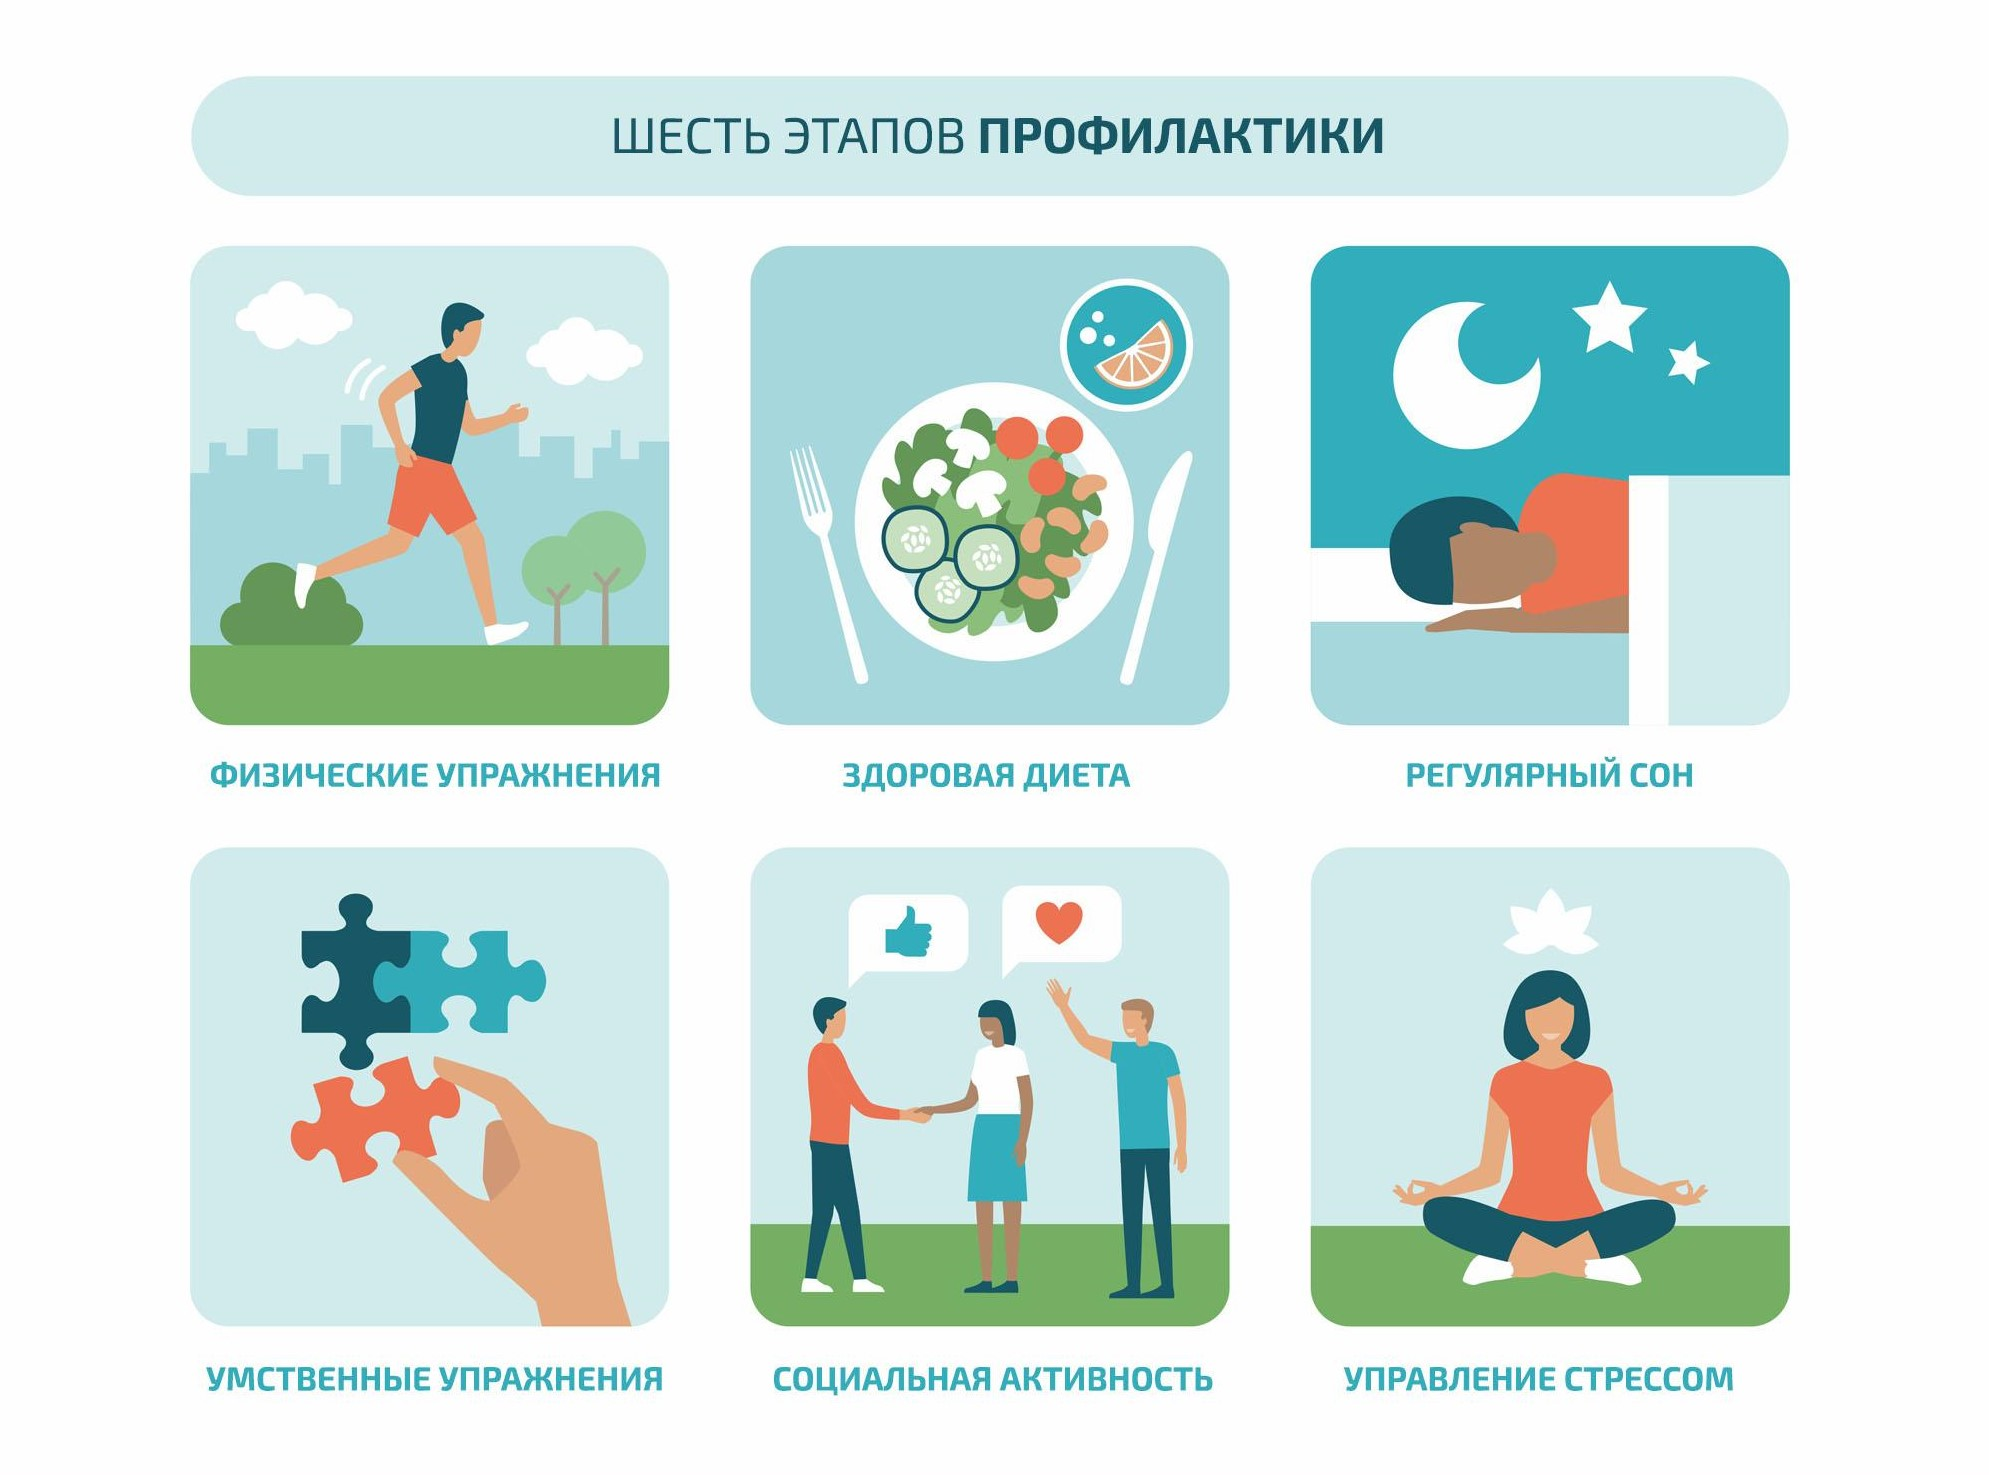 ШЕСТЬ ЭТАПОВ ПРОФИЛАКТИКИ
ФИЗИЧЕСКИЕ УПРАЖНЕНИЯ
ЗДОРОВАЯ ДИЕТА
РЕГУЛЯРНЫЙ СОН
УМСТВЕННЫЕ УПРАЖНЕНИЯ
СОЦИАЛЬНАЯ АКТИВНОСТЬ
УПРАВЛЕНИЕ СТРЕССОМ